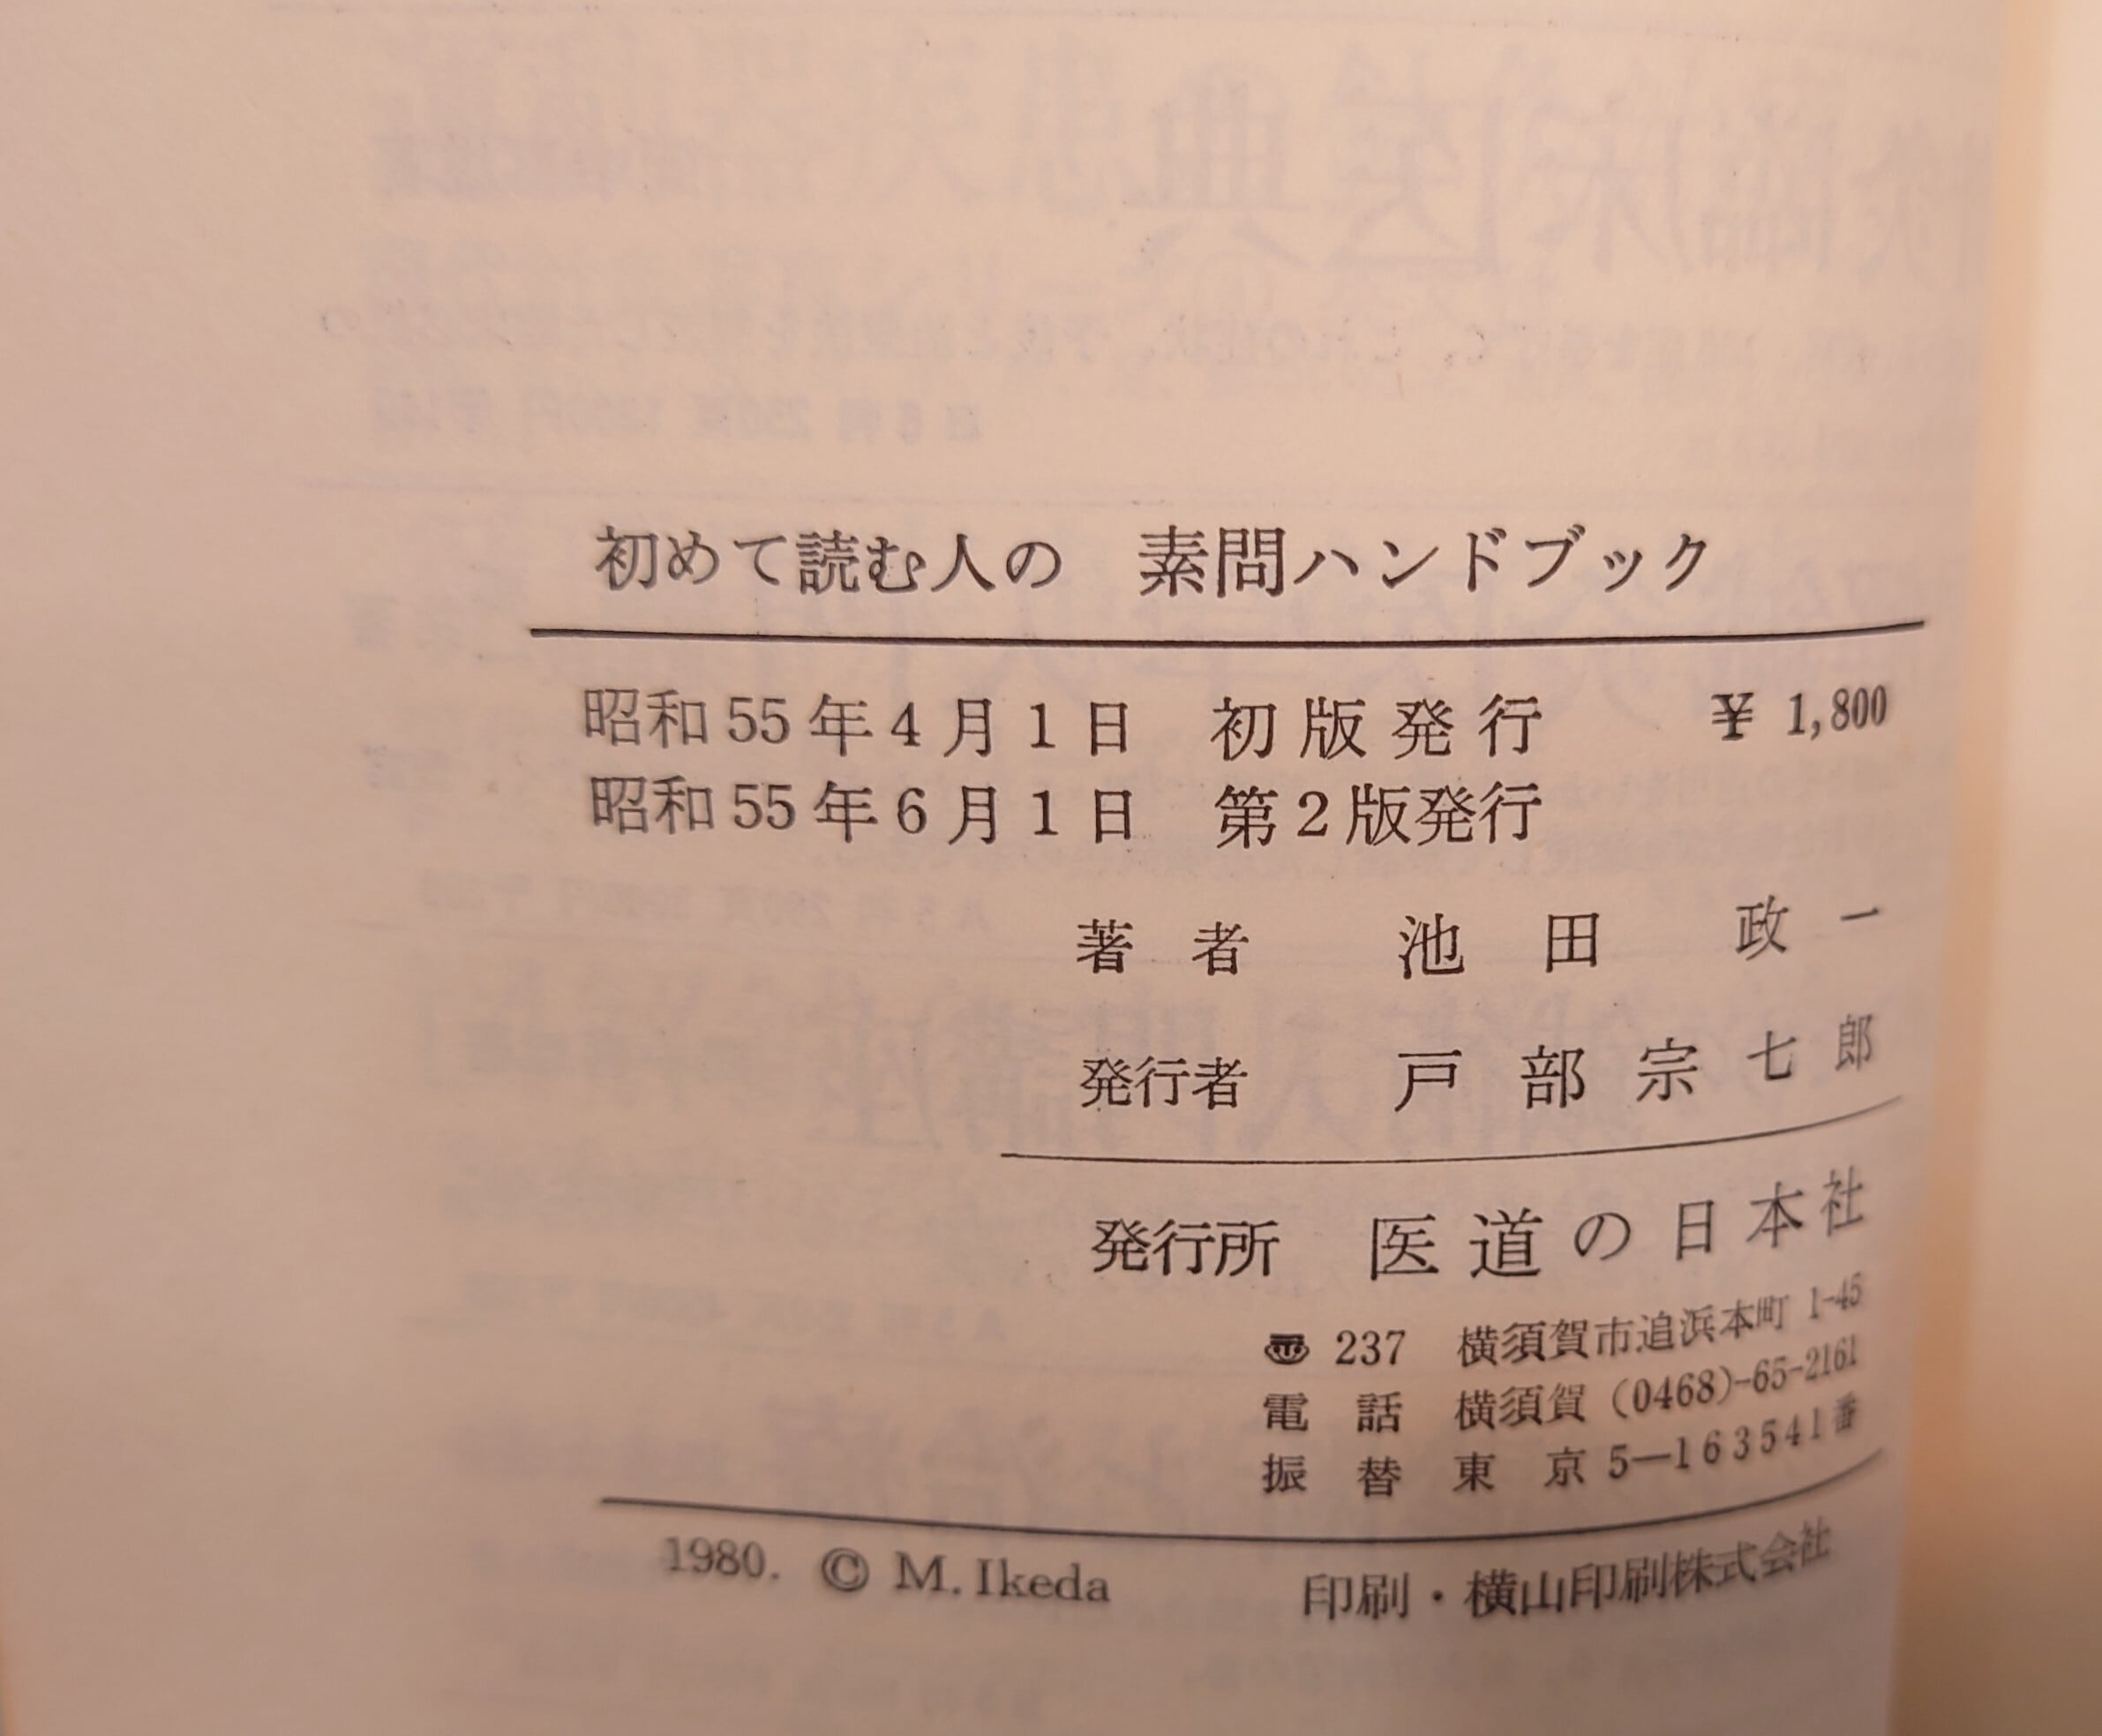 初めて読む人の 素問ハンドブック
昭和55年4月1日 初版発行 ¥1,800
昭和55年6月1日 第2版発行
著者 池田政一
発行者 戸部宗七郎
発行所 医道の日本社
〠 237 横須賀市追浜本町 1-45
電話 横須賀 (0468)-65-2161
振替 東京 5—163541番
1980. © M. Ikeda 印刷・横山印刷株式会社